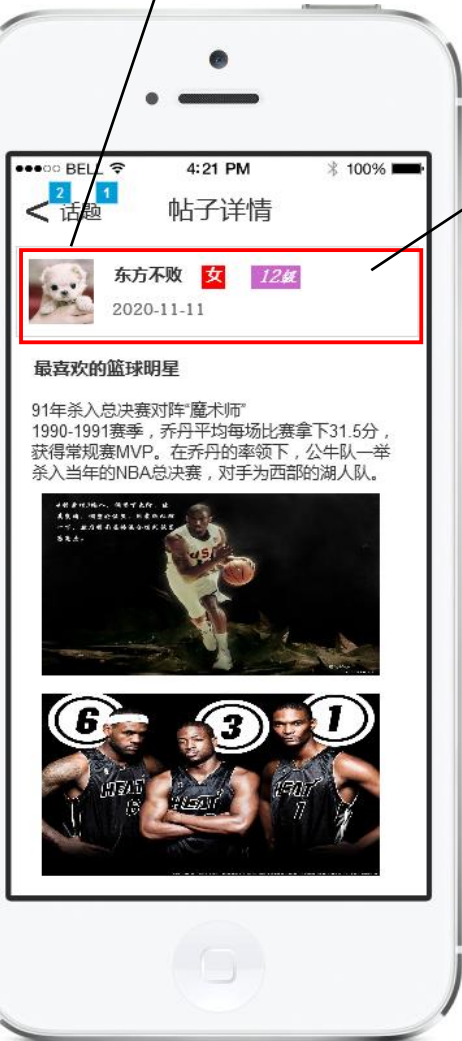 BELL 4:21 PM 100%
2 1
< 话题 帖子详情
东方不败 女 12级
2020-11-11
最喜欢的篮球明星
91年杀入总决赛对阵“魔术师”
1990-1991赛季，乔丹平均每场比赛拿下31.5分，
获得常规赛MVP。在乔丹的率领下，公牛队一举
杀入当年的NBA总决赛，对手为西部的湖人队。
USA
6 3 1
HEAT HEAT HEAT
6 1